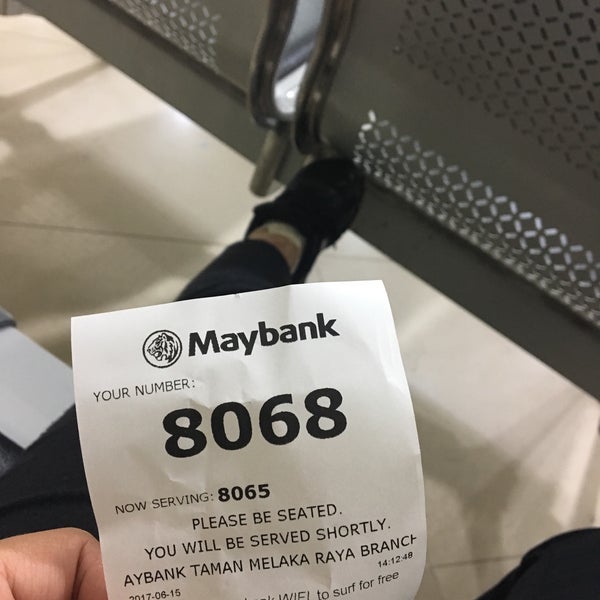 Maybank
YOUR NUMBER:
8068
NOW SERVING: 8065
PLEASE BE SEATED.
YOU WILL BE SERVED SHORTLY.
AYBANK TAMAN MELAKA RAYA BRANCH
2017-06-15 14:12:48
WIFI to surf for free